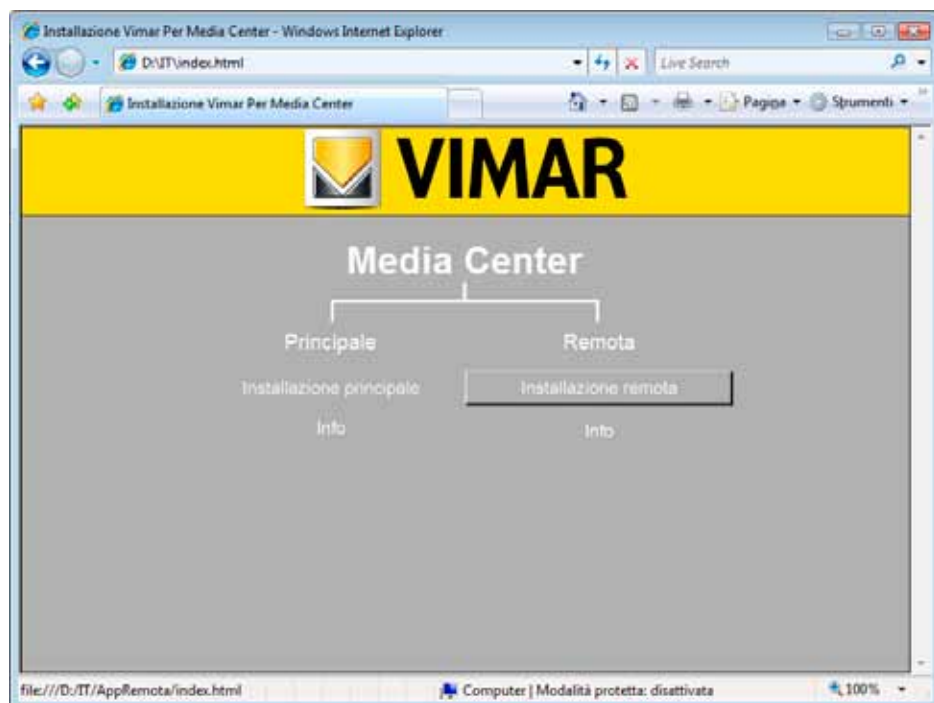 Installazione Vimar Per Media Center - Windows Internet Explorer
D:\IT\index.html
Live Search
Installazione Vimar Per Media Center
Pagina
Strumenti
VIMAR
Media Center
Principale
Remota
Installazione principale
Installazione remota
Info
Info
file:///D:/IT/AppRemota/index.html
Computer | Modalità protetta: disattivata
100%